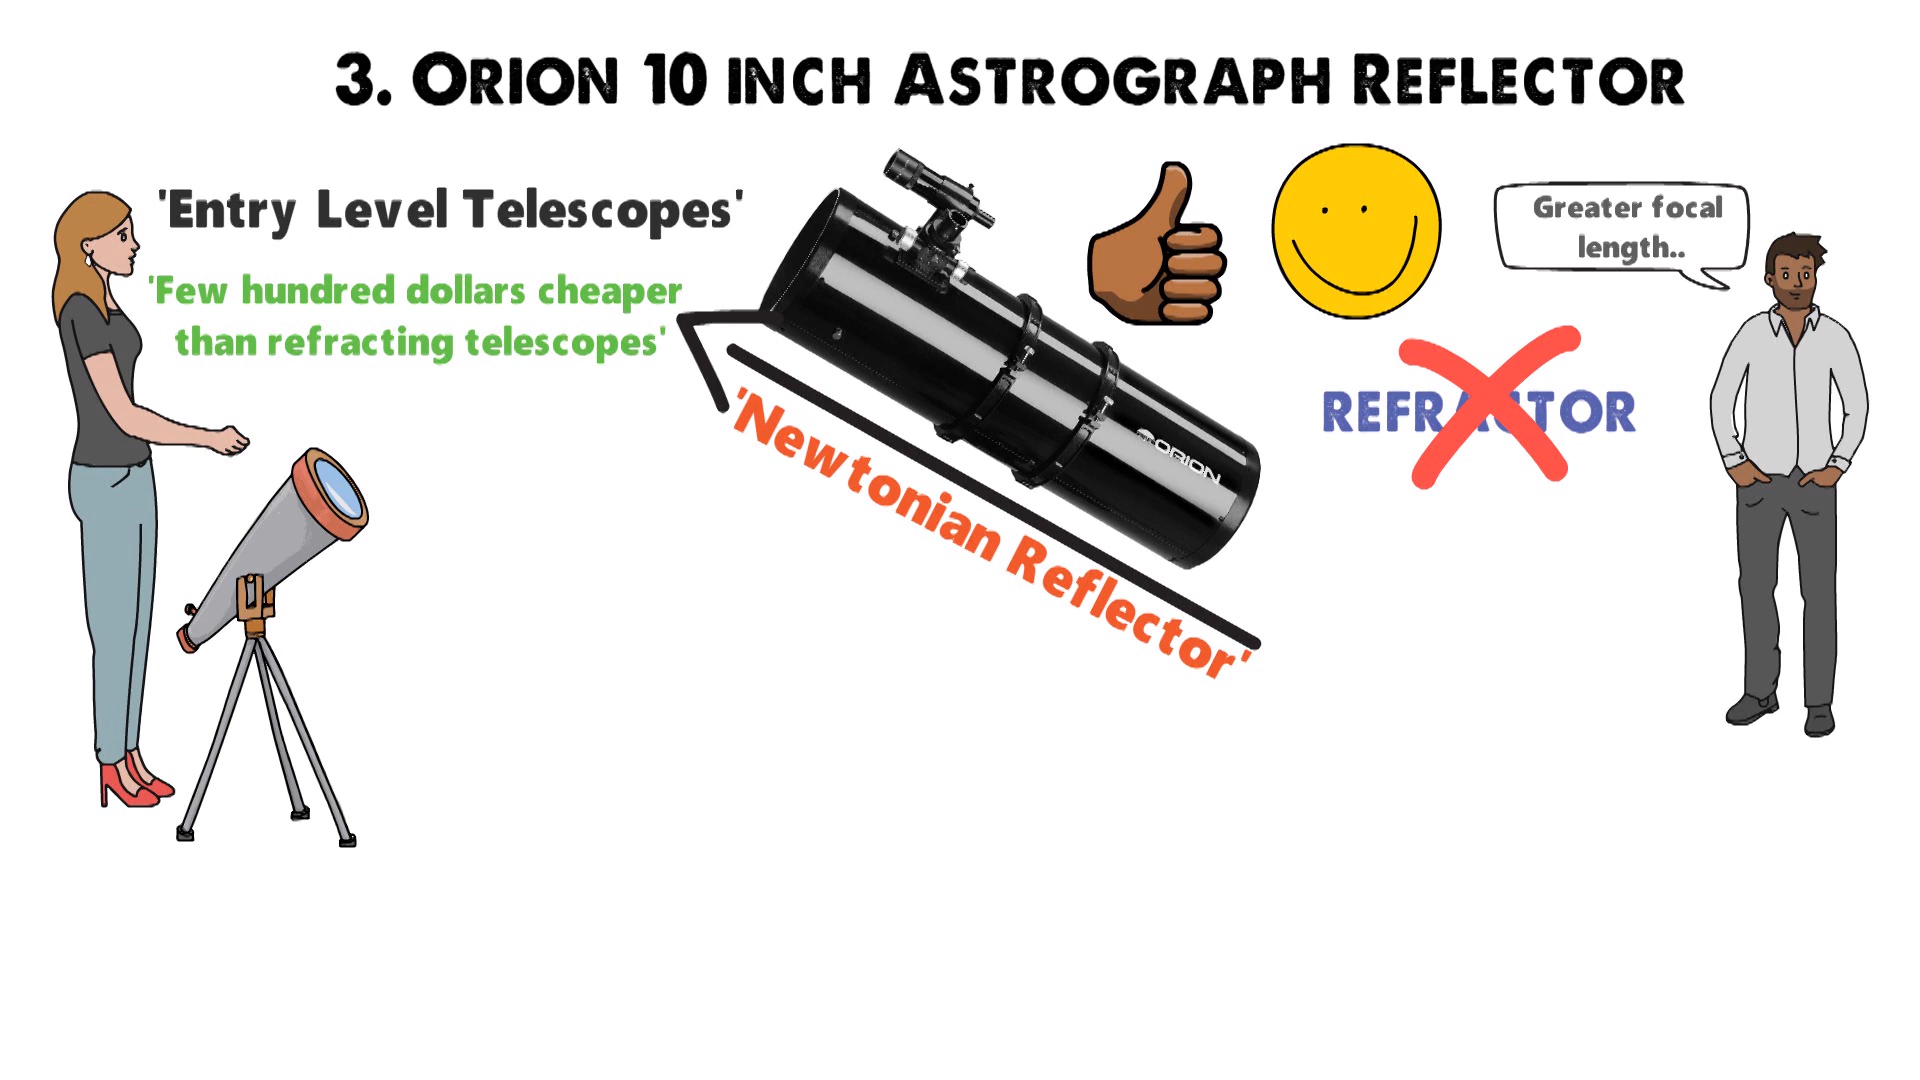 3. Orion 10 inch Astrograph Reflector
'Entry Level Telescopes'
'Few hundred dollars cheaper
than refracting telescopes'
Greater focal
length..
REFRACTOR
ORION
'Newtonian Reflector'